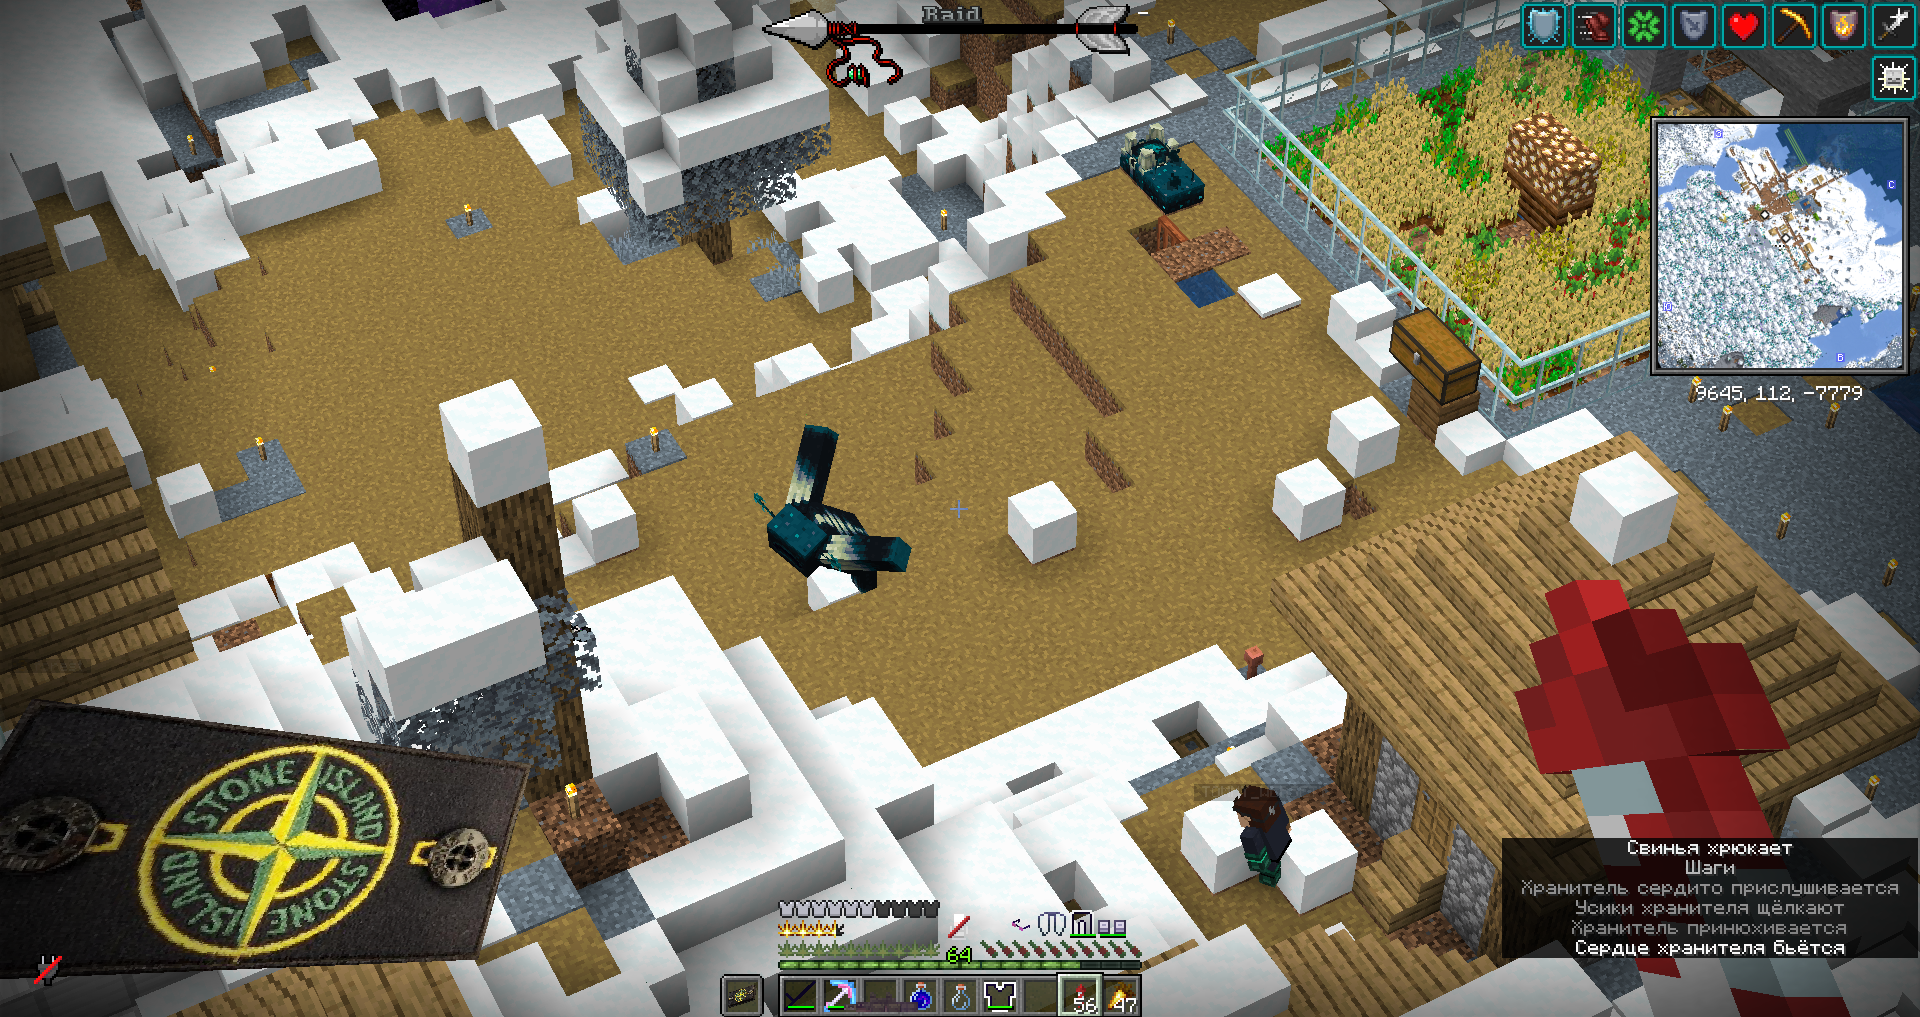 Raid
9645, 112, -7779
STONE ISLAND
STONE ISLAND
Свинья хрюкает
Шаги
Хранитель сердито прислушивается
Усики хранителя щёлкают
Хранитель принюхивается
Сердце хранителя бьётся
64
56
47